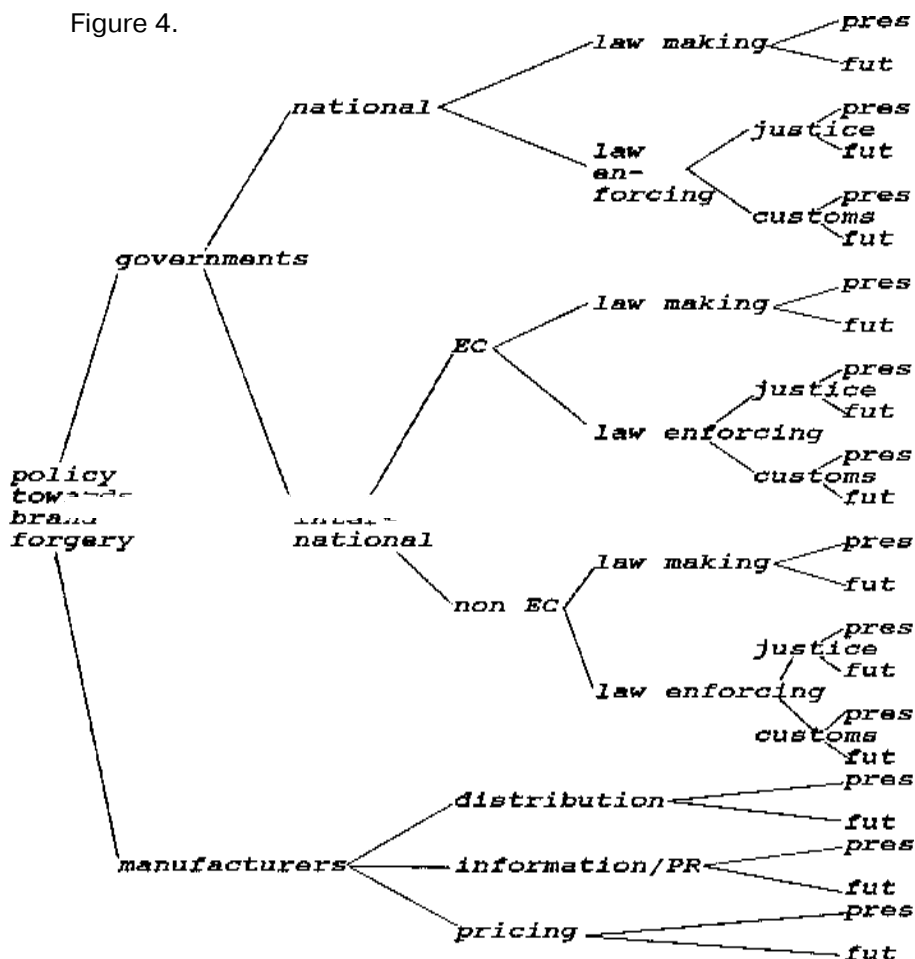 Figure 4.
pres
law making
fut
national
pres
justice
law
fut
en-
forcing
pres
customs
fut
governments
pres
law making
fut
EC
pres
justice
fut
law enforcing
pres
customs
fut
policy
forgery
national
pres
law making
fut
non EC
pres
justice
fut
law enforcing
pres
customs
fut
pres
distribution
fut
pres
manufacturers
information/PR
fut
pres
pricing
fut